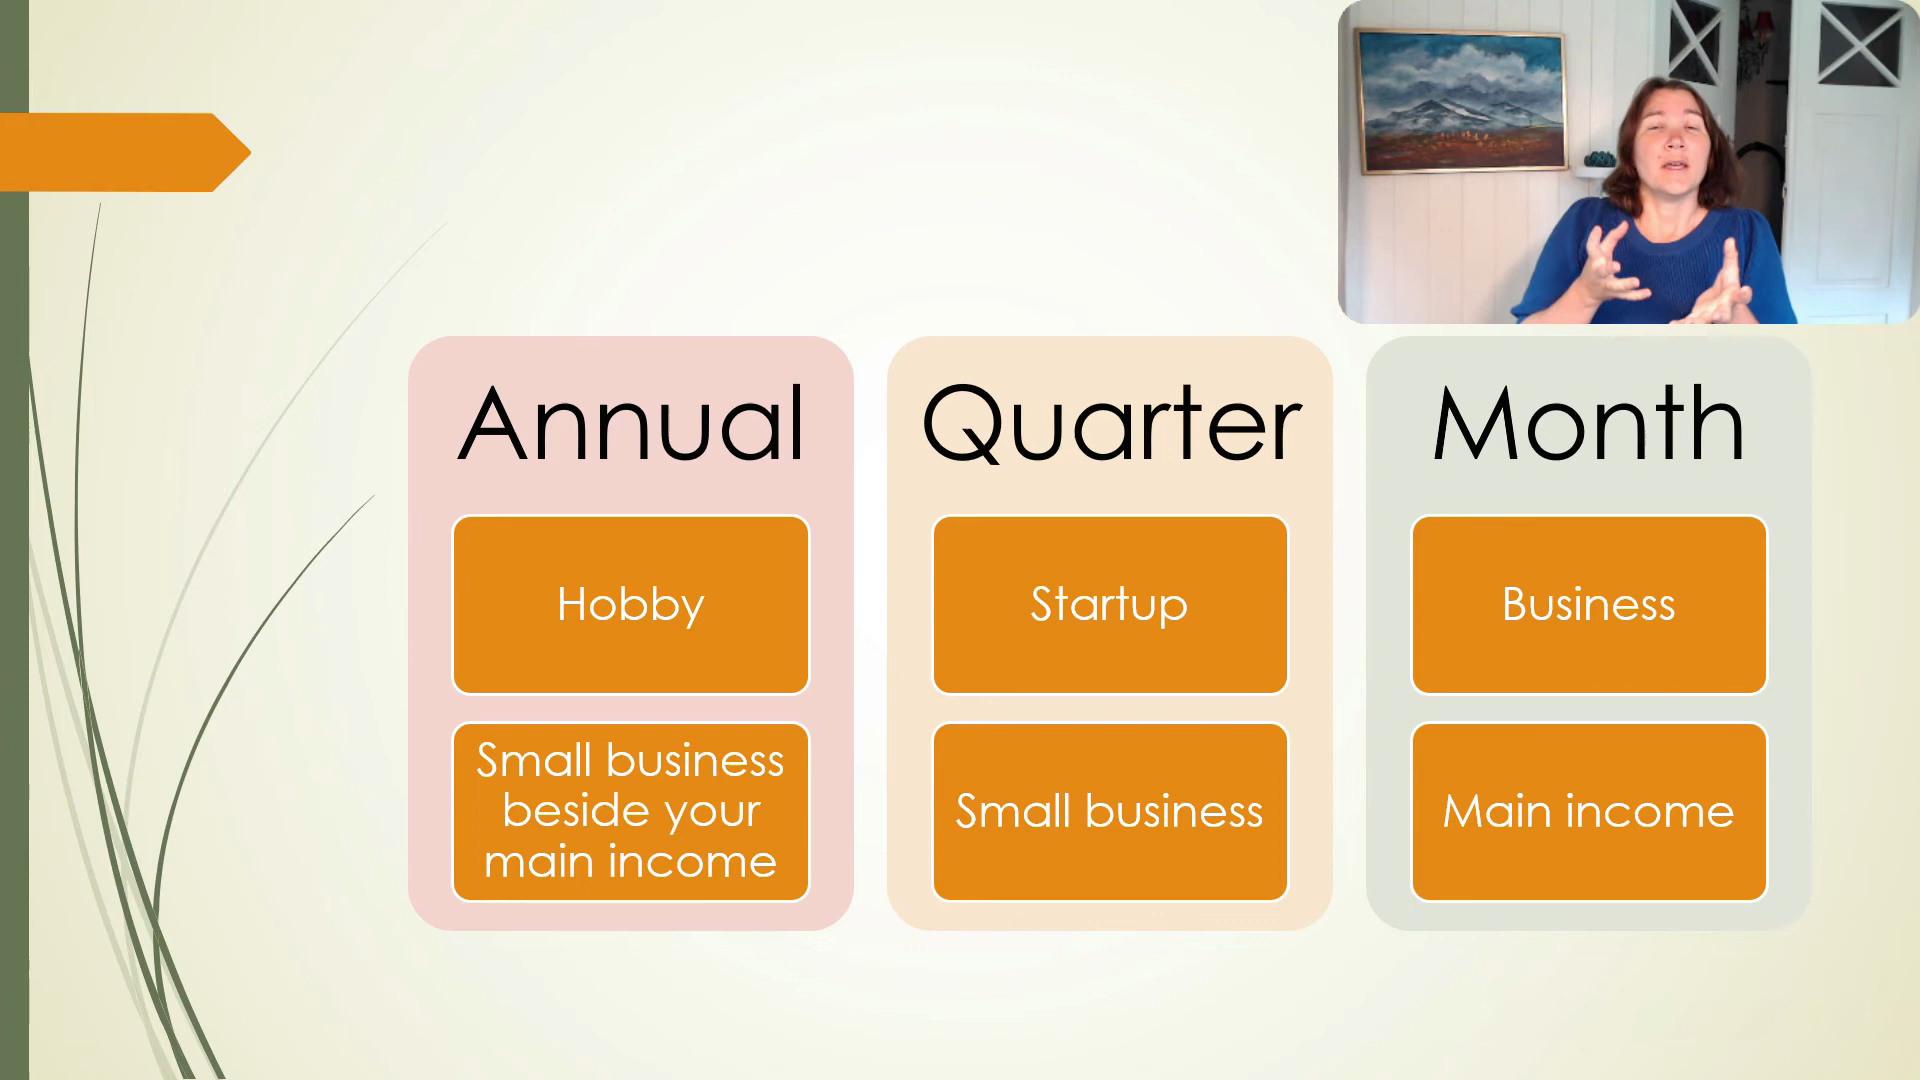 Annual
Hobby
Small business
beside your
main income
Quarter
Startup
Small business
Month
Business
Main income